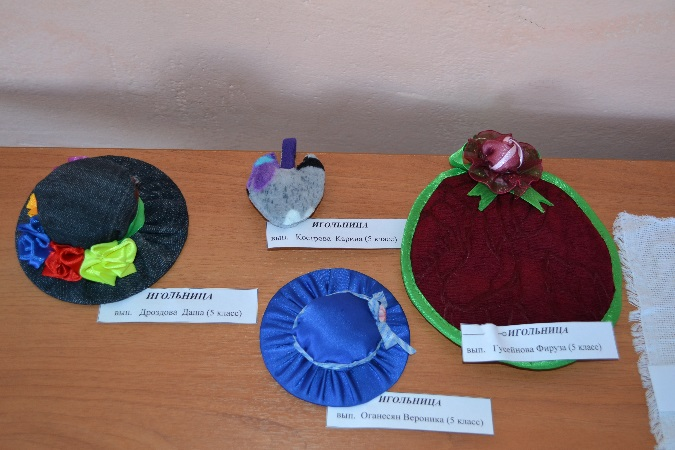 ИГОЛЬНИЦА
вып. Кострова Карина (5 класс)
ИГОЛЬНИЦА
вып. Дроздова Даша (5 класс)
ИГОЛЬНИЦА
вып. Гусейнова Фируза (5 класс)
ИГОЛЬНИЦА
вып. Оганесян Вероника (5 класс)